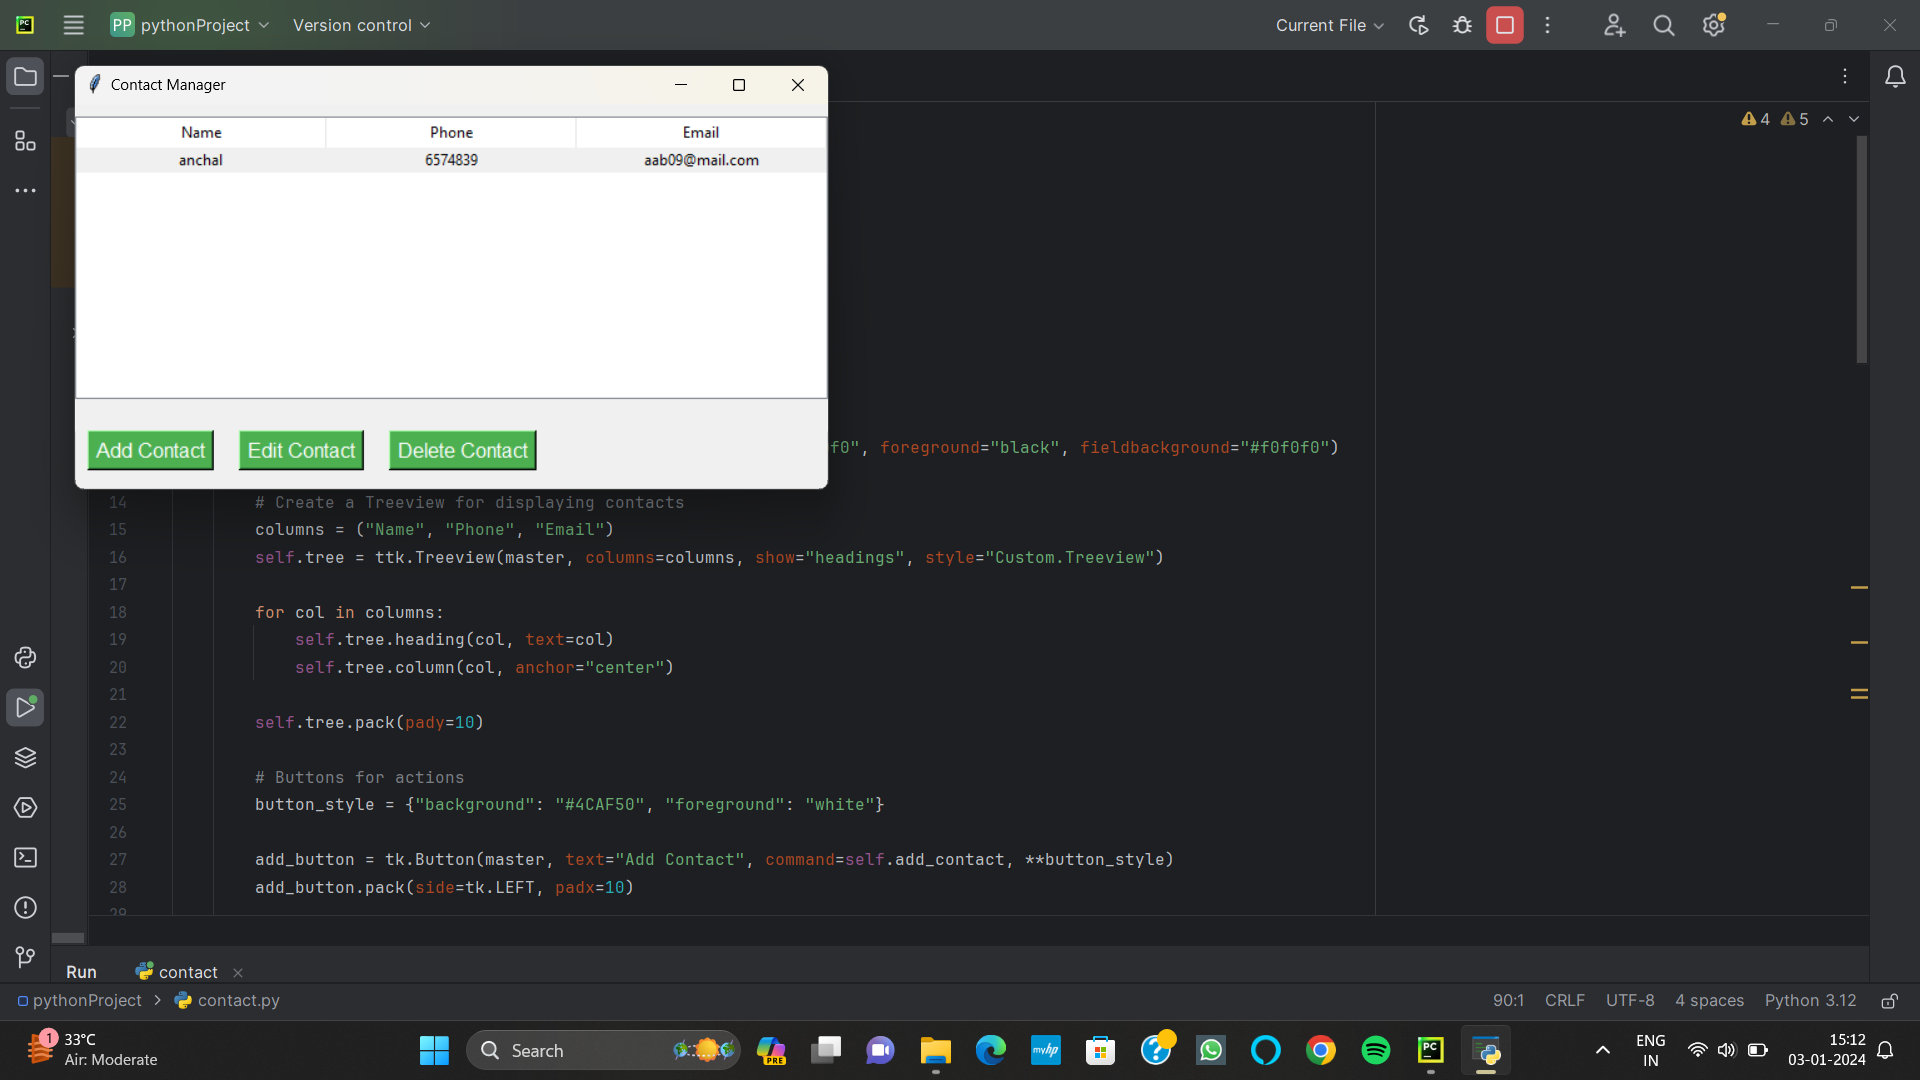 PC
PP pythonProject
Version control
Current File
Contact Manager
4 5
Name Phone Email
anchal 6574839 aab09@mail.com
Add Contact Edit Contact Delete Contact
f0", foreground="black", fieldbackground="#f0f0f0")
14 # Create a Treeview for displaying contacts
15 columns = ("Name", "Phone", "Email")
16 self.tree = ttk.Treeview(master, columns=columns, show="headings", style="Custom.Treeview")
17
18 for col in columns:
19 self.tree.heading(col, text=col)
20 self.tree.column(col, anchor="center")
21
22 self.tree.pack(pady=10)
23
24 # Buttons for actions
25 button_style = {"background": "#4CAF50", "foreground": "white"}
26
27 add_button = tk.Button(master, text="Add Contact", command=self.add_contact, **button_style)
28 add_button.pack(side=tk.LEFT, padx=10)
29
Run contact
pythonProject > contact.py
90:1 CRLF UTF-8 4 spaces Python 3.12
1 33°C
Air: Moderate
Search
PRE
myhp
PC
ENG
IN
15:12
03-01-2024